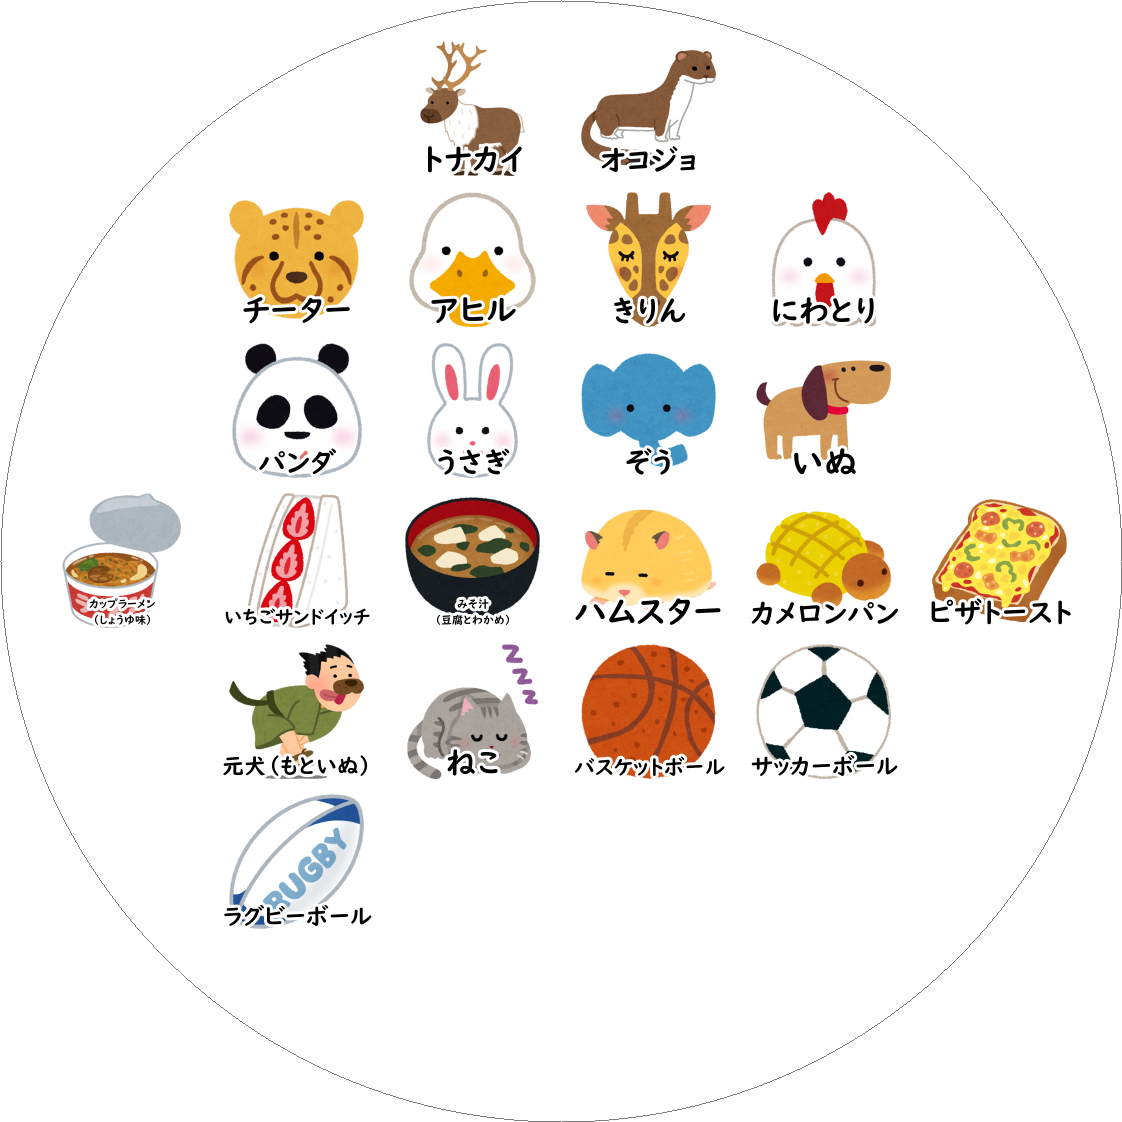 トナカイ
オコジョ
チーター
アヒル
きりん
にわとり
パンダ
うさぎ
ぞう
いぬ
カップラーメン
(しょうゆ味)
いちごサンドイッチ
みそ汁
(豆腐とわかめ)
ハムスター
カメロンパン
ピザトースト
元犬(もといぬ)
ねこ
バスケットボール
サッカーボール
RUGBY
ラグビーボール